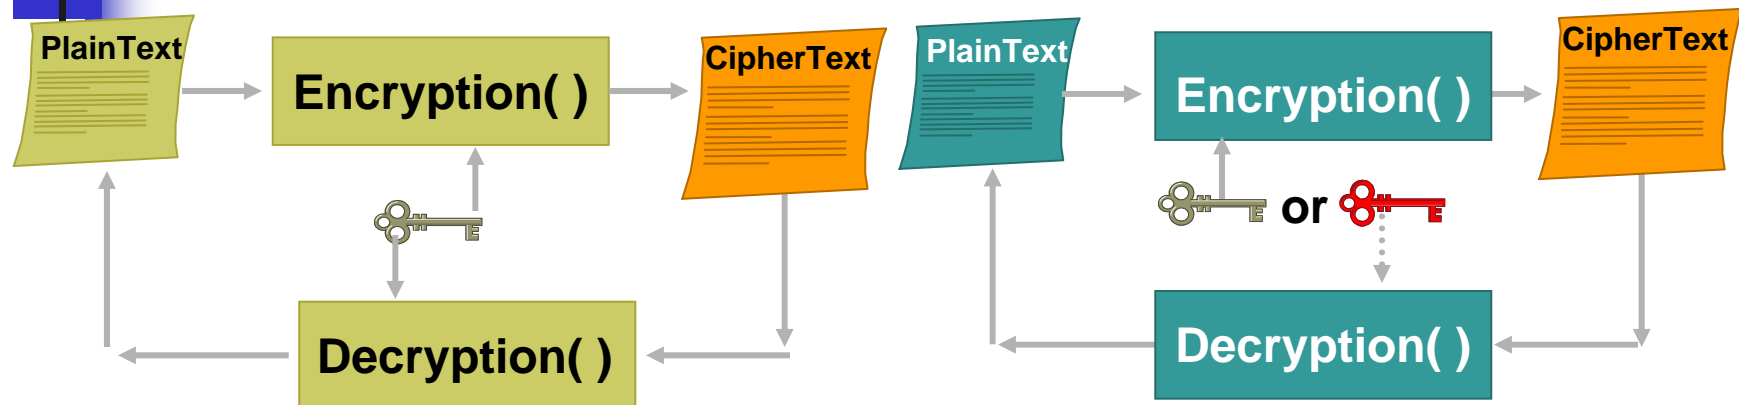 PlainText
Encryption( )
CipherText
Decryption( )
PlainText
Encryption( )
CipherText
or
Decryption( )